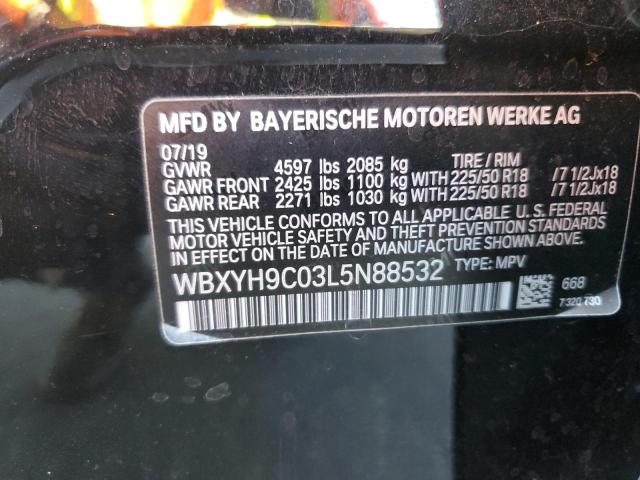 MFD BY BAYERISCHE MOTOREN WERKE AG
07/19
GVWR 4597 lbs 2085 kg TIRE / RIM
GAWR FRONT 2425 lbs 1100 kg WITH 225/50 R18 /7 1/2Jx18
GAWR REAR 2271 lbs 1030 kg WITH 225/50 R18 /7 1/2Jx18
THIS VEHICLE CONFORMS TO ALL APPLICABLE U. S. FEDERAL
MOTOR VEHICLE SAFETY AND THEFT PREVENTION STANDARDS IN
EFFECT ON THE DATE OF MANUFACTURE SHOWN ABOVE.
WBXYH9C03L5N88532 TYPE: MPV
668
7 320 730